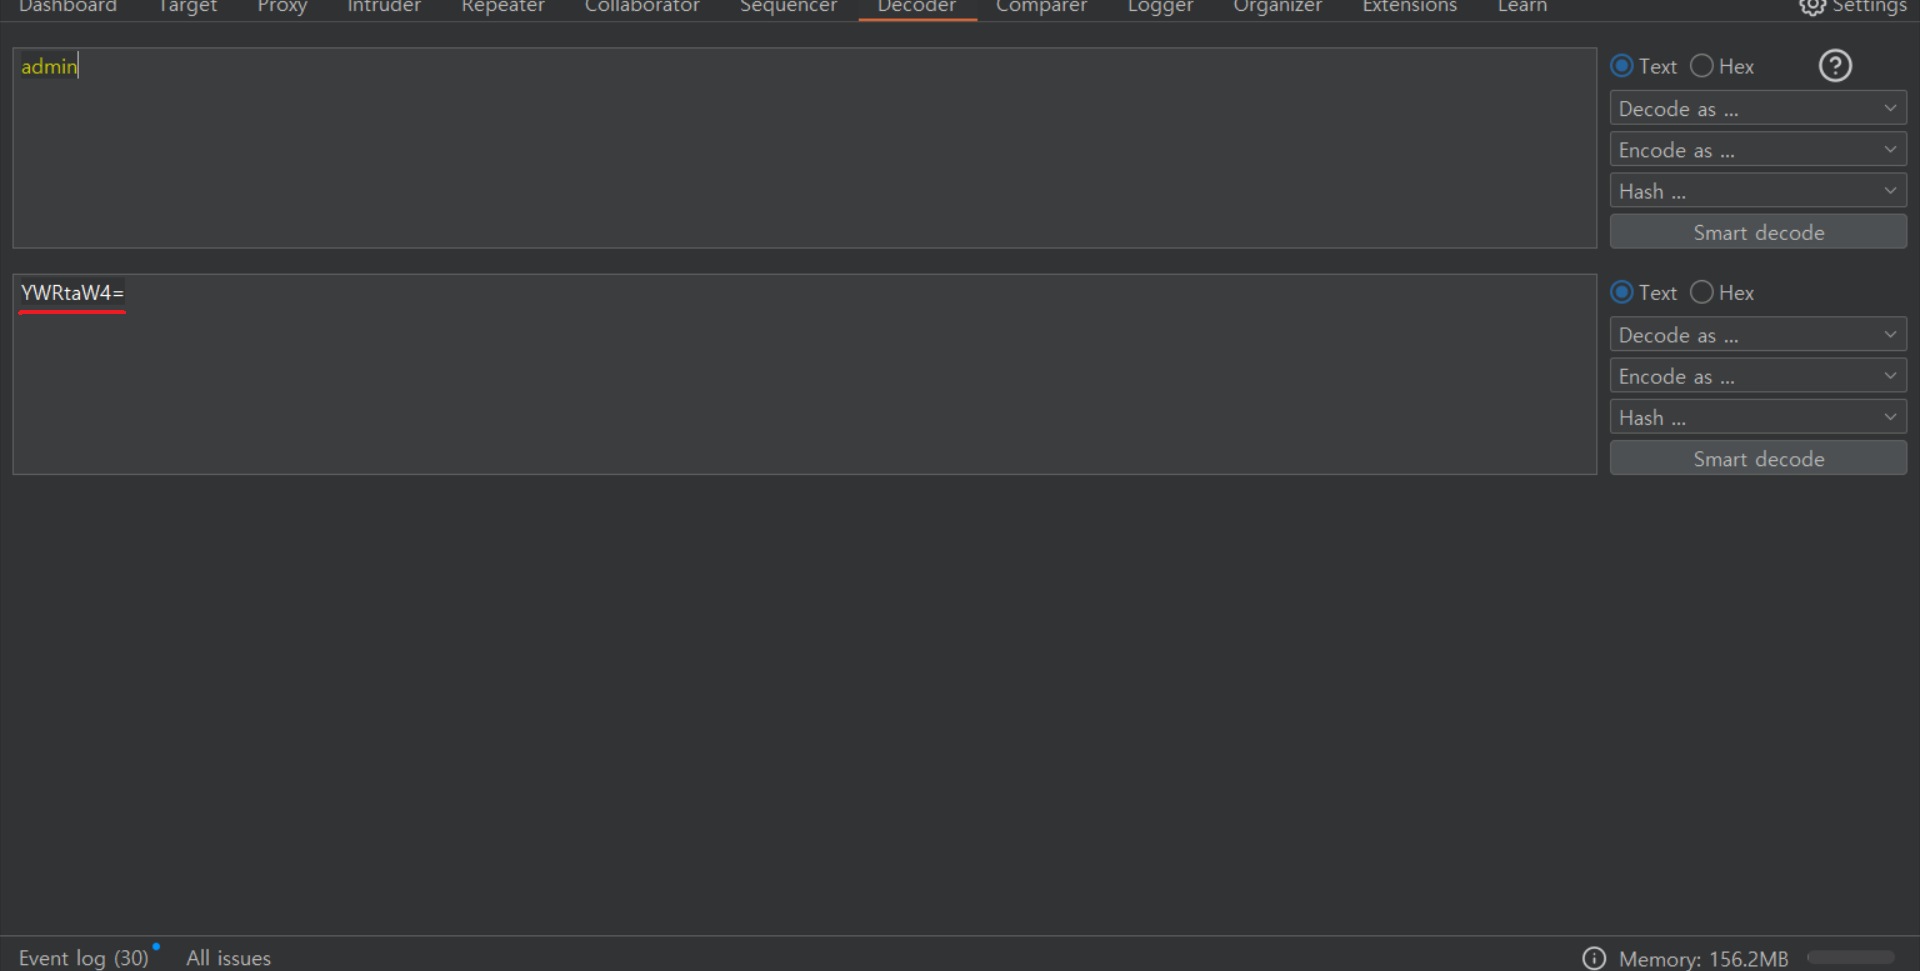 Dashboard Target Proxy Intruder Repeater Collaborator Sequencer Decoder Comparer Logger Organizer Extensions Learn Settings
admin
Text Hex ?
Decode as ...
Encode as ...
Hash ...
Smart decode
YWRtaW4=
Text Hex
Decode as ...
Encode as ...
Hash ...
Smart decode
Event log (30) All issues Memory: 156.2MB